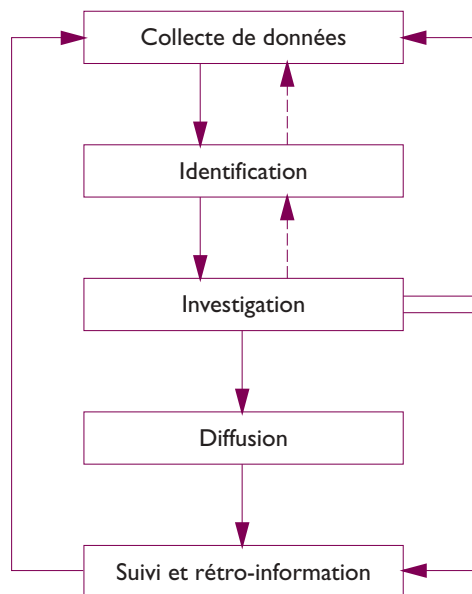 Collecte de données
Identification
Investigation
Diffusion
Suivi et rétro-information